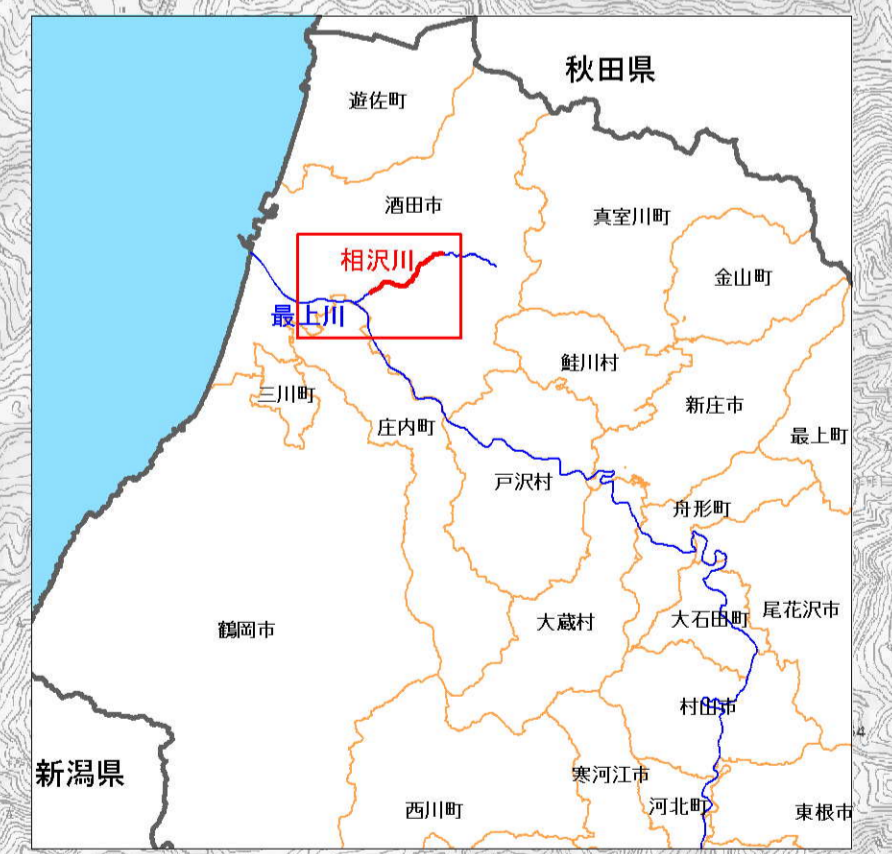 秋田県
遊佐町
酒田市
真室川町
相沢川
金山町
最上川
鮭川村
三川町
新庄市
庄内町
最上町
戸沢村
舟形町
尾花沢市
大蔵村
大石田町
鶴岡市
村山市
新潟県
寒河江市
西川町
河北町
東根市